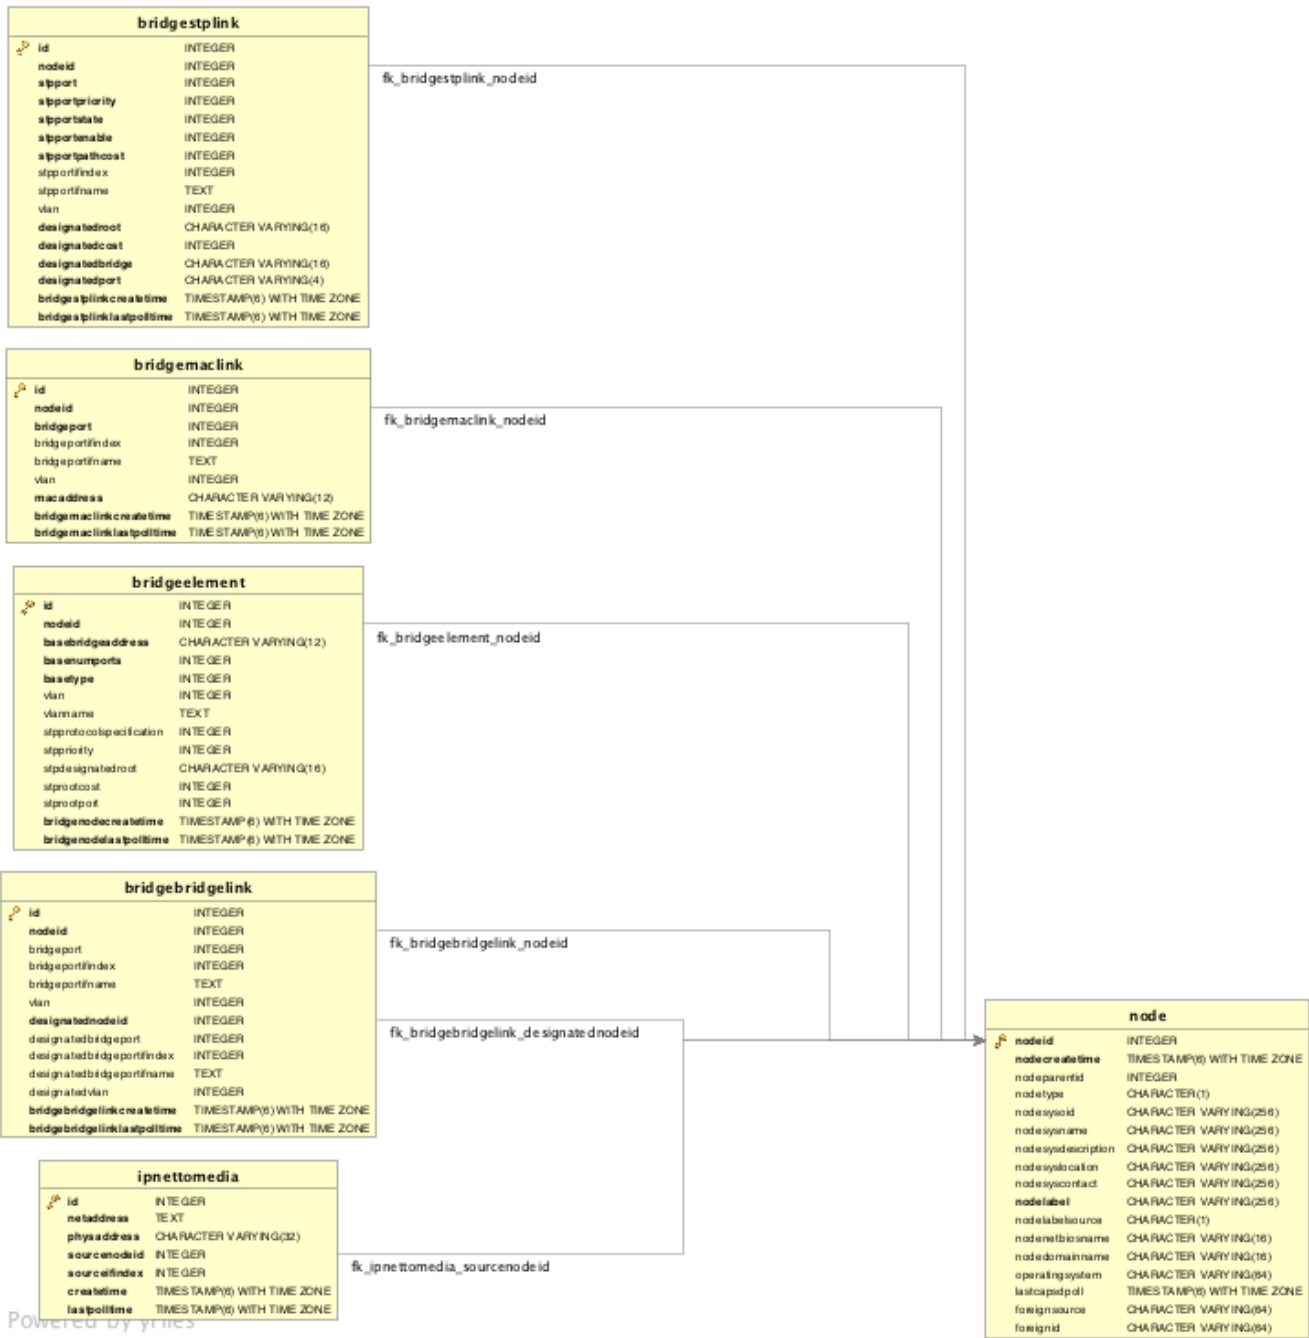 bridgestplink
id INTEGER
nodeid INTEGER
stpport INTEGER
stpportpriority INTEGER
stpportstate INTEGER
stpportenable INTEGER
stpportpathcost INTEGER
stpportifindex INTEGER
stpportifname TEXT
vlan INTEGER
designatedroot CHARACTER VARYING(16)
designatedcost INTEGER
designatedbridge CHARACTER VARYING(16)
designatedport CHARACTER VARYING(4)
bridgestplinkcreatetime TIMESTAMP(6) WITH TIME ZONE
bridgestplinklastpolltime TIMESTAMP(6) WITH TIME ZONE
fk_bridgestplink_nodeid
bridgemaclink
id INTEGER
nodeid INTEGER
bridgeport INTEGER
bridgeportifindex INTEGER
bridgeportifname TEXT
vlan INTEGER
macaddress CHARACTER VARYING(12)
bridgemaclinkcreatetime TIMESTAMP(6) WITH TIME ZONE
bridgemaclinklastpolltime TIMESTAMP(6) WITH TIME ZONE
fk_bridgemaclink_nodeid
bridgeelement
id INTEGER
nodeid INTEGER
basebridgeaddress CHARACTER VARYING(12)
basenumports INTEGER
basetype INTEGER
vlan INTEGER
vlanname TEXT
stpprotocolspecification INTEGER
stppriority INTEGER
stpdesignatedroot CHARACTER VARYING(16)
stprootcost INTEGER
stprootport INTEGER
bridgenodecreatetime TIMESTAMP(6) WITH TIME ZONE
bridgenodelastpolltime TIMESTAMP(6) WITH TIME ZONE
fk_bridgeelement_nodeid
bridgebridgelink
id INTEGER
nodeid INTEGER
bridgeport INTEGER
bridgeportifindex INTEGER
bridgeportifname TEXT
vlan INTEGER
designatednodeid INTEGER
designatedbridgeport INTEGER
designatedbridgeportifindex INTEGER
designatedbridgeportifname TEXT
designatedvlan INTEGER
bridgebridgelinkcreatetime TIMESTAMP(6) WITH TIME ZONE
bridgebridgelinklastpolltime TIMESTAMP(6) WITH TIME ZONE
fk_bridgebridgelink_nodeid
fk_bridgebridgelink_designatednodeid
ipnettomedia
id INTEGER
netaddress TEXT
physaddress CHARACTER VARYING(32)
sourcenodeid INTEGER
sourceifindex INTEGER
createtime TIMESTAMP(6) WITH TIME ZONE
lastpolltime TIMESTAMP(6) WITH TIME ZONE
fk_ipnettomedia_sourcenodeid
Powered by yFiles
node
nodeid INTEGER
nodecreatetime TIMESTAMP(6) WITH TIME ZONE
nodeparentid INTEGER
nodetype CHARACTER(1)
nodesysoid CHARACTER VARYING(256)
nodesysname CHARACTER VARYING(256)
nodesysdescription CHARACTER VARYING(256)
nodesyslocation CHARACTER VARYING(256)
nodesyscontact CHARACTER VARYING(256)
nodelabel CHARACTER VARYING(256)
nodelabelsource CHARACTER(1)
nodenetbiosname CHARACTER VARYING(16)
nodedomainname CHARACTER VARYING(16)
operatingsystem CHARACTER VARYING(64)
lastcapsdpoll TIMESTAMP(6) WITH TIME ZONE
foreignsource CHARACTER VARYING(64)
foreignid CHARACTER VARYING(64)